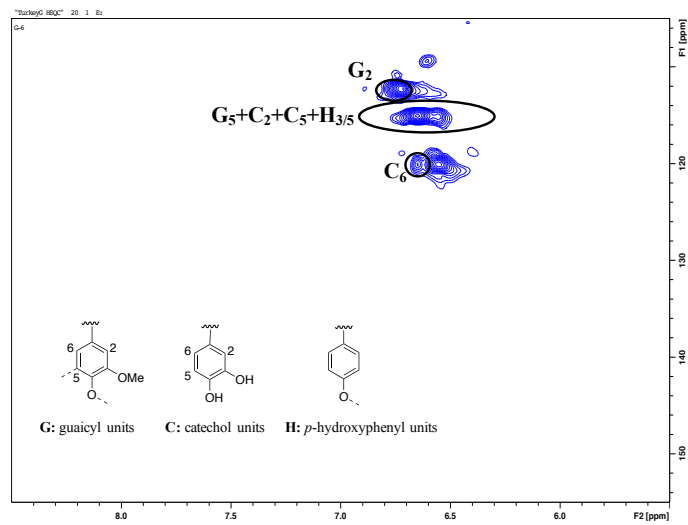 "TurkeyG HSQC" 20 1 E:
G-6
G2
G5+C2+C5+H3/5
C6
F1 [ppm]
120
130
140
150
6 2
5 OMe
O
6 2
5 OH
OH
O
G: guaicyl units C: catechol units H: p-hydroxyphenyl units
8.0 7.5 7.0 6.5 6.0 F2 [ppm]